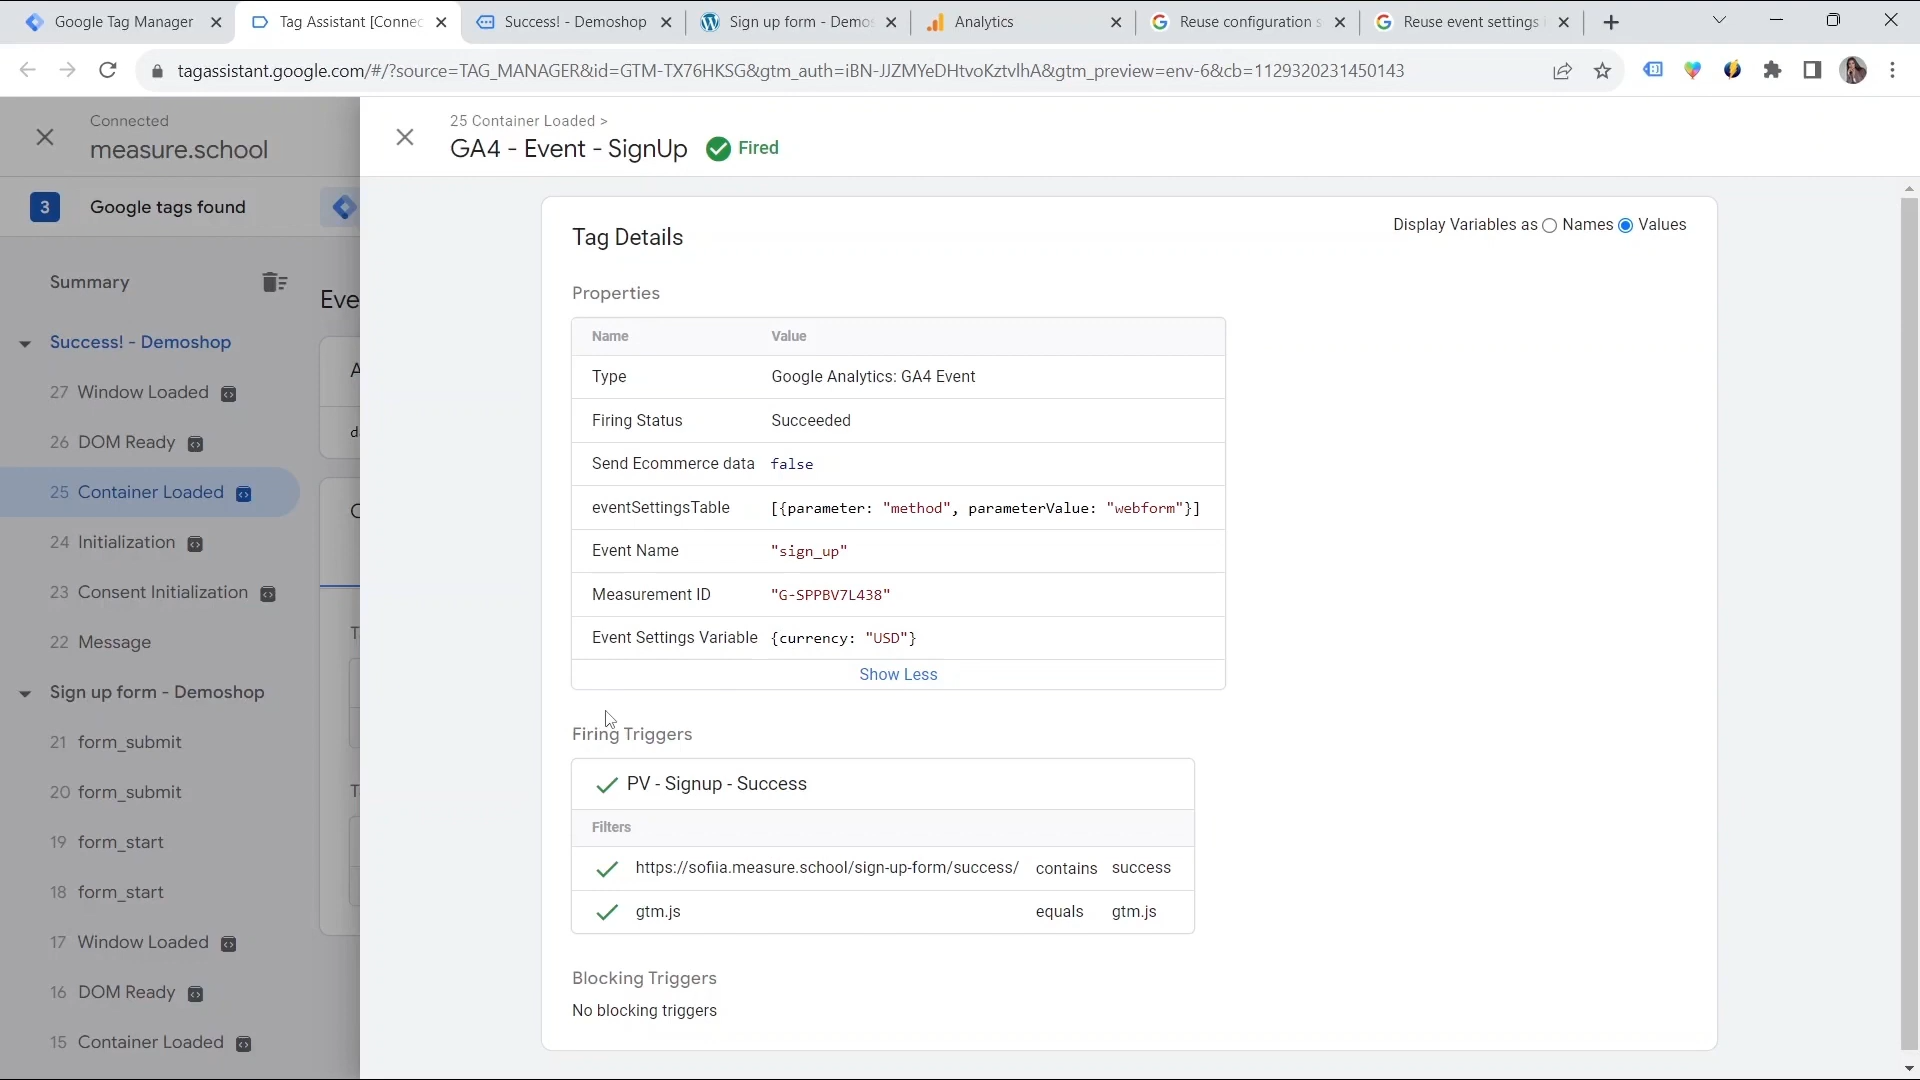 Google Tag Manager
Tag Assistant [Connec
Success! - Demoshop
Sign up form - Demos
Analytics
Reuse configuration s
Reuse event settings i
tagassistant.google.com/#/?source=TAG_MANAGER&id=GTM-TX76HKSG&gtm_auth=iBN-JJZMYeDHtvoKztvlhA&gtm_preview=env-6&cb=1129320231450143
Connected
measure.school
3 Google tags found
Summary
Success! - Demoshop
27 Window Loaded
26 DOM Ready
25 Container Loaded
24 Initialization
23 Consent Initialization
22 Message
Sign up form - Demoshop
21 form_submit
20 form_submit
19 form_start
18 form_start
17 Window Loaded
16 DOM Ready
15 Container Loaded
Eve
A
d
C
T
T
25 Container Loaded >
GA4 - Event - SignUp Fired
Tag Details
Display Variables as Names Values
Properties
Name Value
Type Google Analytics: GA4 Event
Firing Status Succeeded
Send Ecommerce data false
eventSettingsTable [{parameter: "method", parameterValue: "webform"}]
Event Name "sign_up"
Measurement ID "G-SPPBV7L438"
Event Settings Variable {currency: "USD"}
Show Less
Firing Triggers
PV - Signup - Success
Filters
https://sofiia.measure.school/sign-up-form/success/ contains success
gtm.js equals gtm.js
Blocking Triggers
No blocking triggers